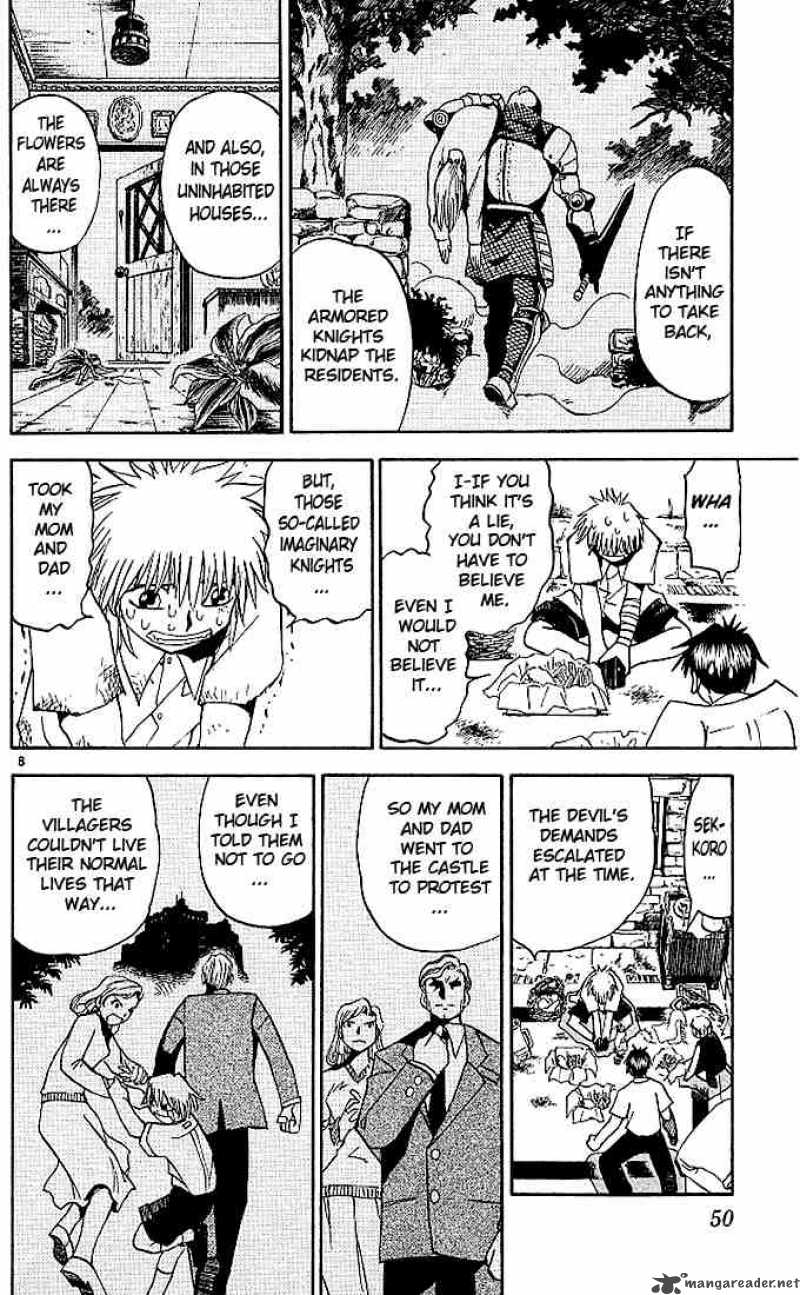 IF
THERE
ISN'T
ANYTHING
TO TAKE
BACK,
THE
ARMORED
KNIGHTS
KIDNAP THE
RESIDENTS.
AND ALSO,
IN THOSE
UNINHABITED
HOUSES...
THE
FLOWERS
ARE
ALWAYS
THERE
...
WHA
...
I-IF YOU
THINK IT'S
A LIE,
YOU DON'T
HAVE TO
BELIEVE
ME.
EVEN I
WOULD
NOT
BELIEVE
IT...
BUT,
THOSE
SO-CALLED
IMAGINARY
KNIGHTS
...
TOOK
MY
MOM
AND
DAD
...
8
SEK-
KORO
...
THE DEVIL'S
DEMANDS
ESCALATED
AT THE TIME.
SO MY MOM
AND DAD
WENT TO
THE CASTLE
TO PROTEST
...
EVEN
THOUGH I
TOLD THEM
NOT TO GO
...
THE
VILLAGERS
COULDN'T LIVE
THEIR NORMAL
LIVES THAT
WAY...
50
mangareader.net